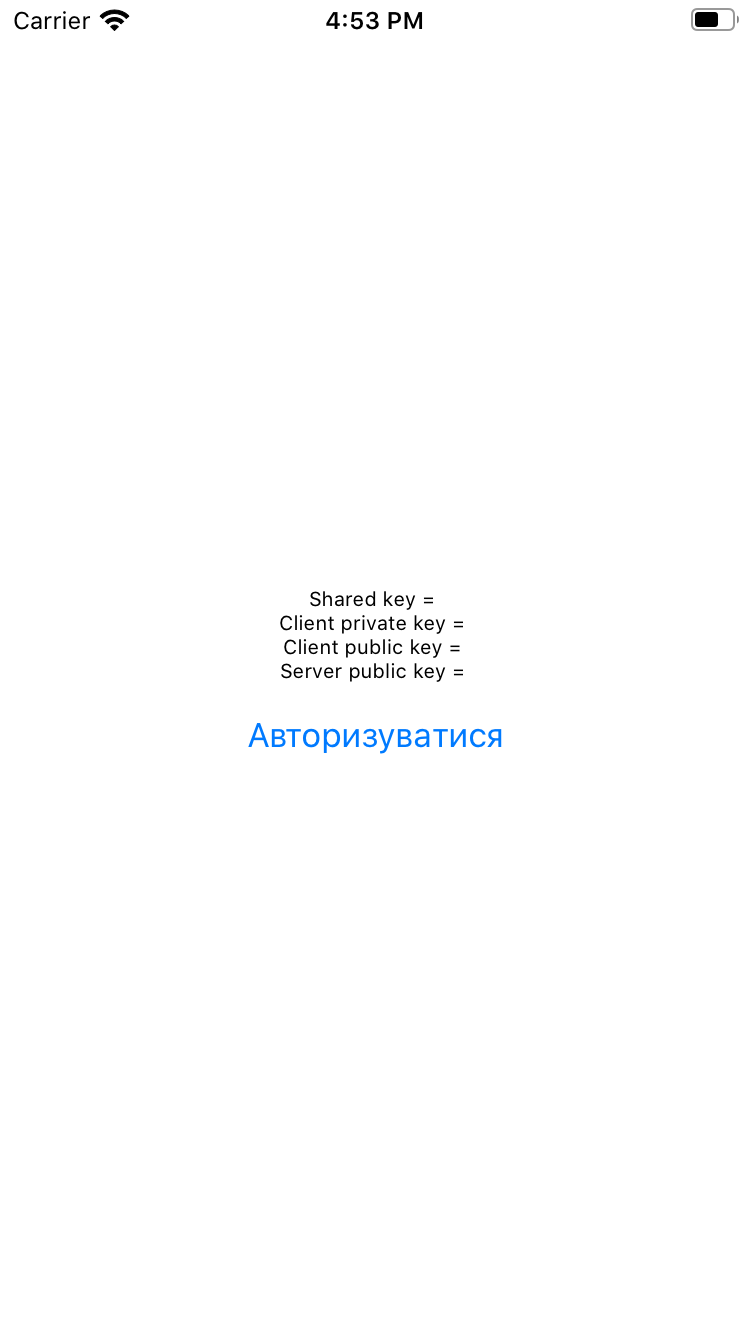 Carrier 4:53 PM
Shared key =
Client private key =
Client public key =
Server public key =
Авторизуватися